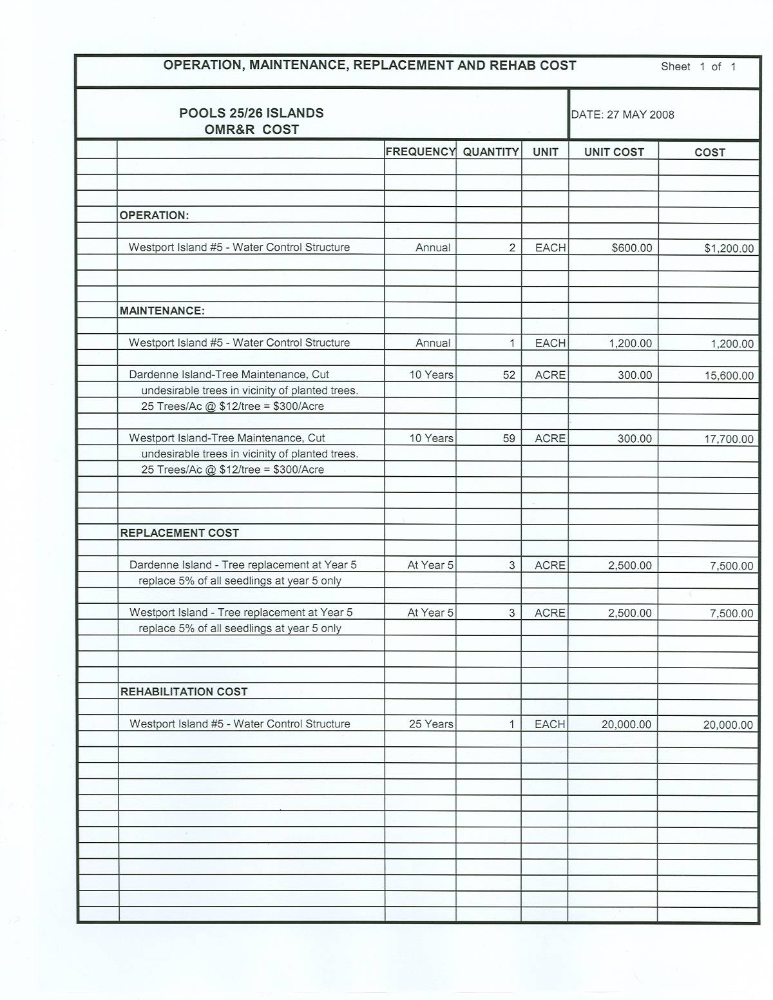 OPERATION, MAINTENANCE, REPLACEMENT AND REHAB COST Sheet 1 of 1
POOLS 25/26 ISLANDS
OMR&R COST
DATE: 27 MAY 2008
FREQUENCY QUANTITY UNIT UNIT COST COST
OPERATION:
Westport Island #5 - Water Control Structure Annual 2 EACH $600.00 $1,200.00
MAINTENANCE:
Westport Island #5 - Water Control Structure Annual 1 EACH 1,200.00 1,200.00
Dardenne Island-Tree Maintenance, Cut 10 Years 52 ACRE 300.00 15,600.00
undesirable trees in vicinity of planted trees.
25 Trees/Ac @ $12/tree = $300/Acre
Westport Island-Tree Maintenance, Cut 10 Years 59 ACRE 300.00 17,700.00
undesirable trees in vicinity of planted trees.
25 Trees/Ac @ $12/tree = $300/Acre
REPLACEMENT COST
Dardenne Island - Tree replacement at Year 5 At Year 5 3 ACRE 2,500.00 7,500.00
replace 5% of all seedlings at year 5 only
Westport Island - Tree replacement at Year 5 At Year 5 3 ACRE 2,500.00 7,500.00
replace 5% of all seedlings at year 5 only
REHABILITATION COST
Westport Island #5 - Water Control Structure 25 Years 1 EACH 20,000.00 20,000.00